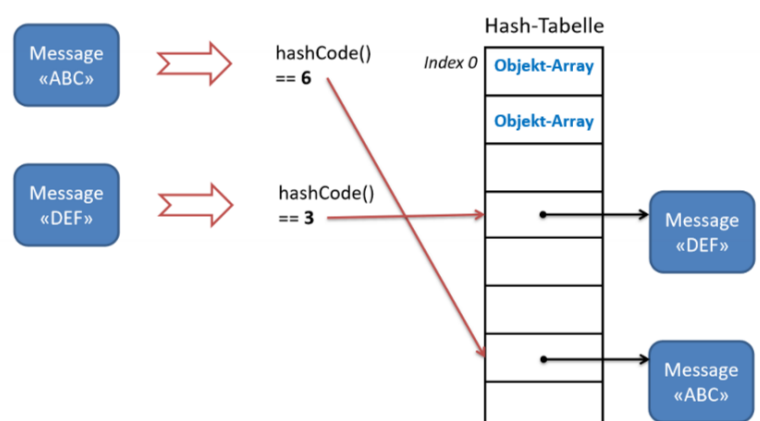 Hash-Tabelle
Message
«ABC»
hashCode()
== 6
Index 0
Objekt-Array
Objekt-Array
Message
«DEF»
hashCode()
== 3
Message
«DEF»
Message
«ABC»